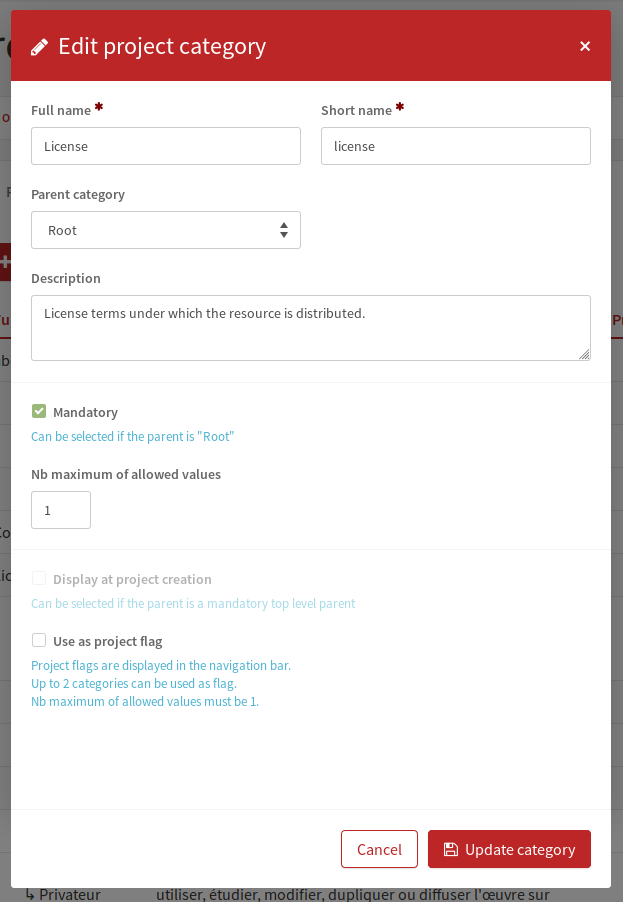 Edit project category ×
Full name ✱ Short name ✱
License license
Parent category
Root
Description
License terms under which the resource is distributed.
Mandatory
Can be selected if the parent is "Root"
Nb maximum of allowed values
1
Display at project creation
Can be selected if the parent is a mandatory top level parent
Use as project flag
Project flags are displayed in the navigation bar.
Up to 2 categories can be used as flag.
Nb maximum of allowed values must be 1.
Cancel Update category
↳ Privateur utiliser, étudier, modifier, dupliquer ou diffuser l'œuvre sur